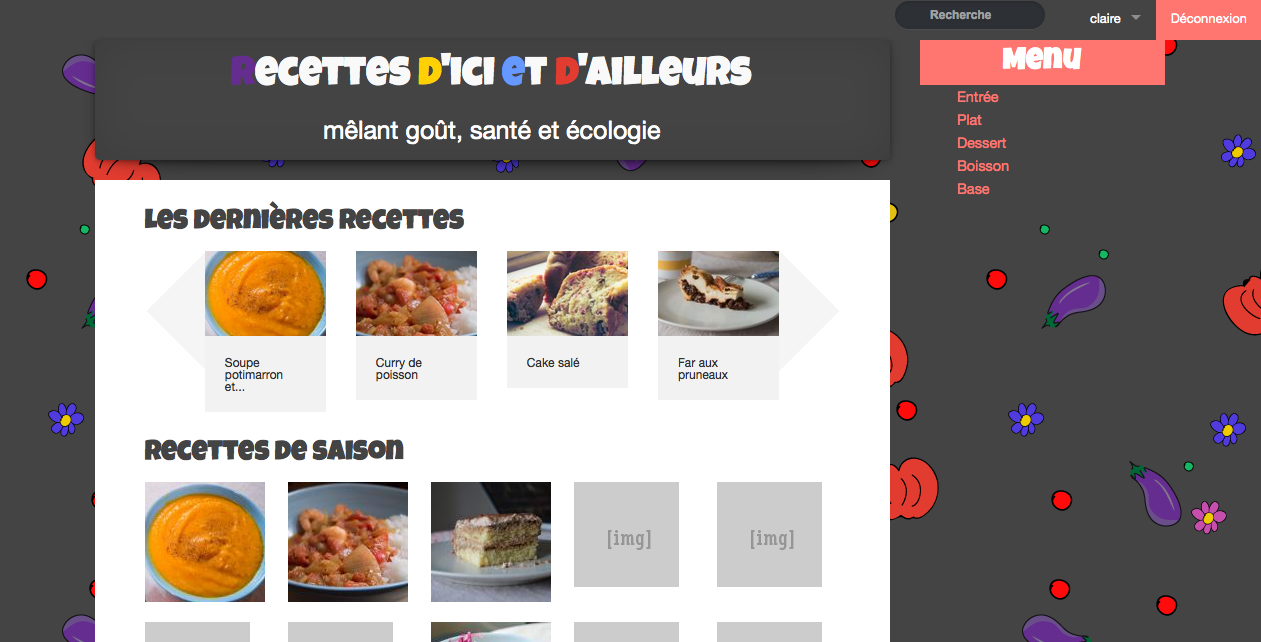 Recherche
claire
Déconnexion
Recettes d'ici et d'ailleurs
mêlant goût, santé et écologie
Menu
Entrée
Plat
Dessert
Boisson
Base
Les dernières recettes
Soupe
potimarron
et...
Curry de
poisson
Cake salé
Far aux
pruneaux
Recettes de saison
[img]
[img]